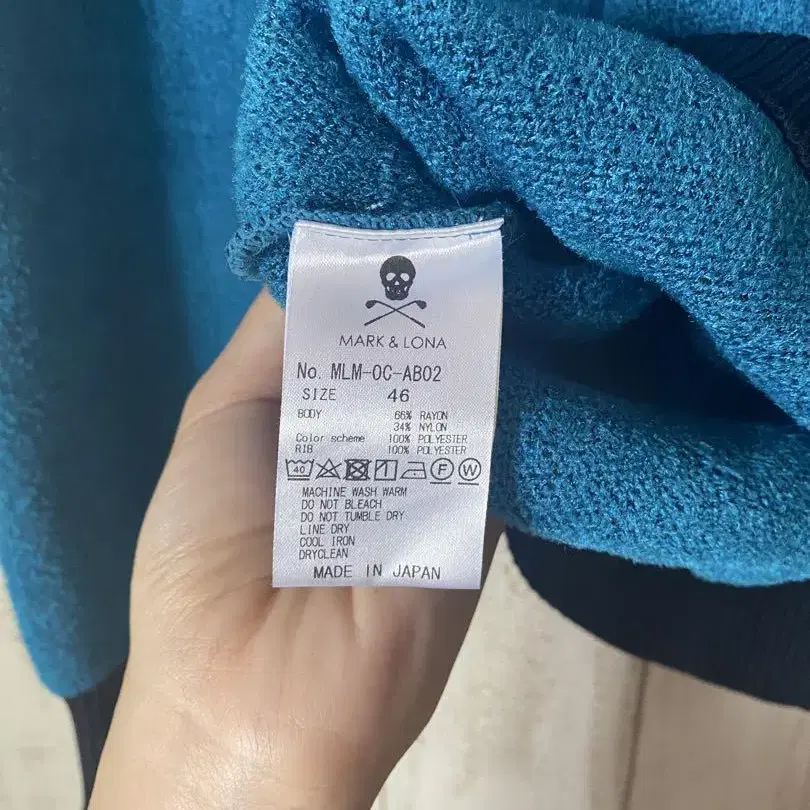 MARK & LONA
No. MLM-OC-AB02
SIZE 46
BODY 66% RAYON
34% NYLON
Color scheme 100% POLYESTER
RIB 100% POLYESTER
40 F W
MACHINE WASH WARM
DO NOT BLEACH
DO NOT TUMBLE DRY
LINE DRY
COOL IRON
DRYCLEAN
MADE IN JAPAN